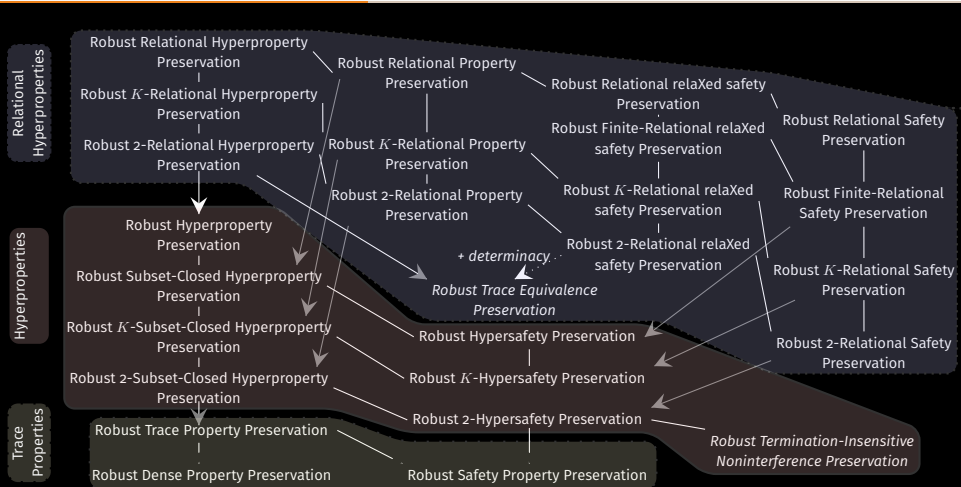 Relational
Hyperproperties
Robust Relational Hyperproperty
Preservation
Robust K-Relational Hyperproperty
Preservation
Robust 2-Relational Hyperproperty
Preservation
Robust Relational Property
Preservation
Robust K-Relational Property
Preservation
Robust 2-Relational Property
Preservation
Robust Relational relaXed safety
Preservation
Robust Finite-Relational relaXed
safety Preservation
Robust K-Relational relaXed
safety Preservation
Robust 2-Relational relaXed
safety Preservation
Robust Relational Safety
Preservation
Robust Finite-Relational
Safety Preservation
Robust K-Relational Safety
Preservation
Robust 2-Relational Safety
Preservation
+ determinacy
Robust Trace Equivalence
Preservation
Hyperproperties
Robust Hyperproperty
Preservation
Robust Subset-Closed Hyperproperty
Preservation
Robust K-Subset-Closed Hyperproperty
Preservation
Robust 2-Subset-Closed Hyperproperty
Preservation
Robust Hypersafety Preservation
Robust K-Hypersafety Preservation
Robust 2-Hypersafety Preservation
Robust Termination-Insensitive
Noninterference Preservation
Trace
Properties
Robust Trace Property Preservation
Robust Dense Property Preservation
Robust Safety Property Preservation